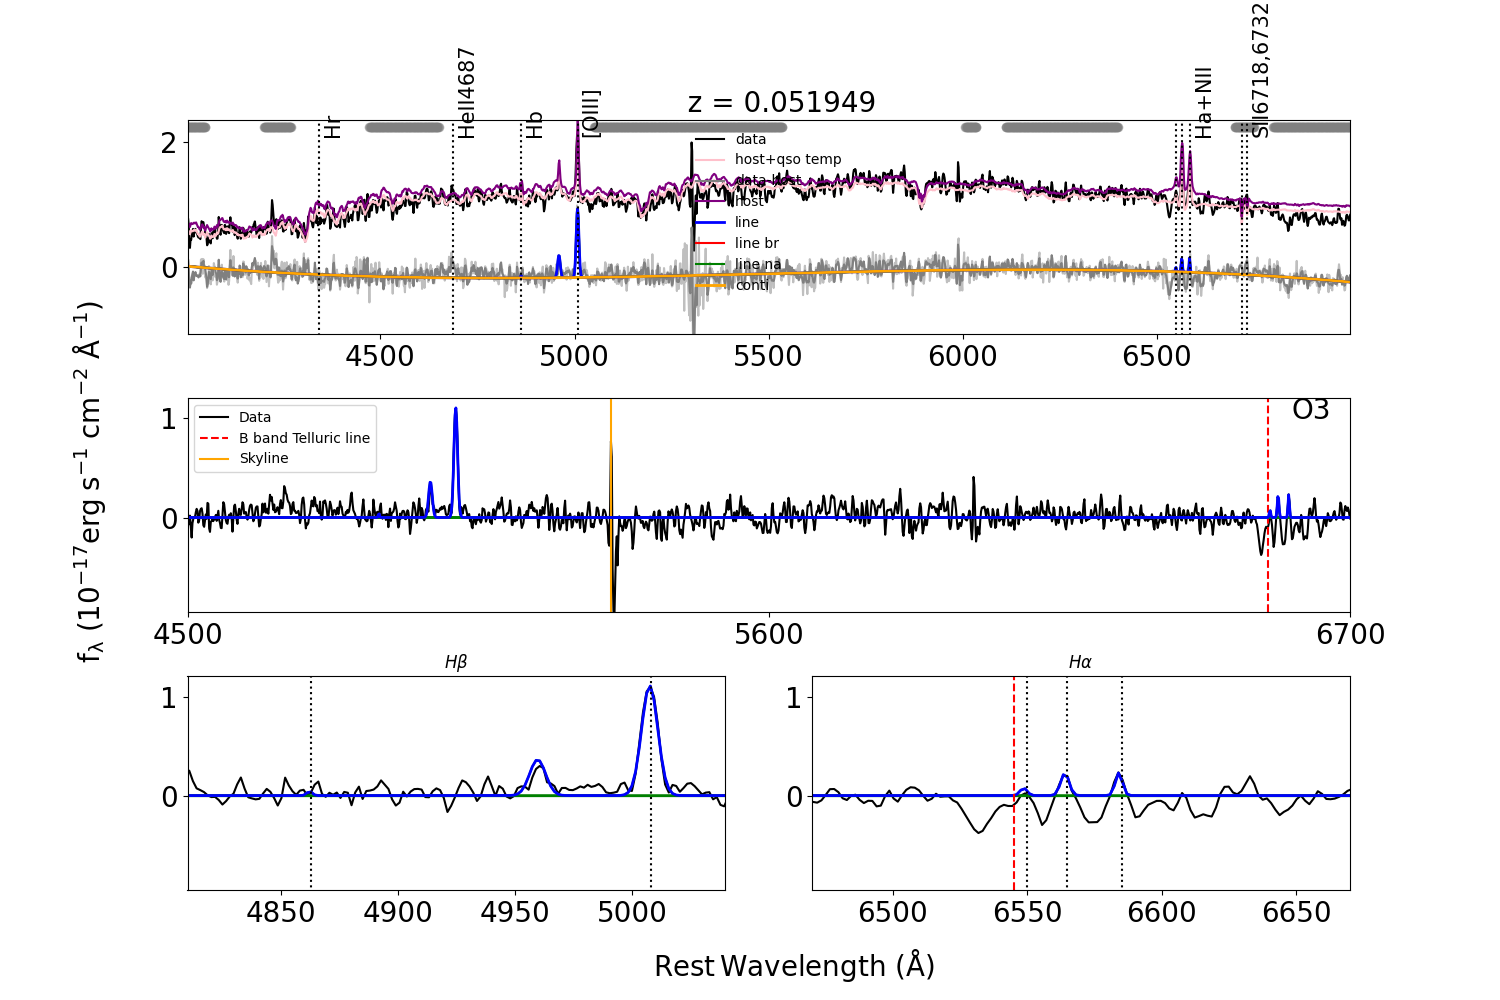 z = 0.051949
Hr
HeII4687
Hb
[OIII]
Ha+NII
SII6718,6732
data
host+qso temp
data-host
host
line
line br
line na
conti
2
0
4500
5000
5500
6000
6500
Data
B band Telluric line
Skyline
O3
1
0
4500
5600
6700
fλ (10⁻¹⁷erg s⁻¹ cm⁻² Å⁻¹)
Hβ
1
0
4850
4900
4950
5000
Hα
1
0
6500
6550
6600
6650
Rest Wavelength (Å)